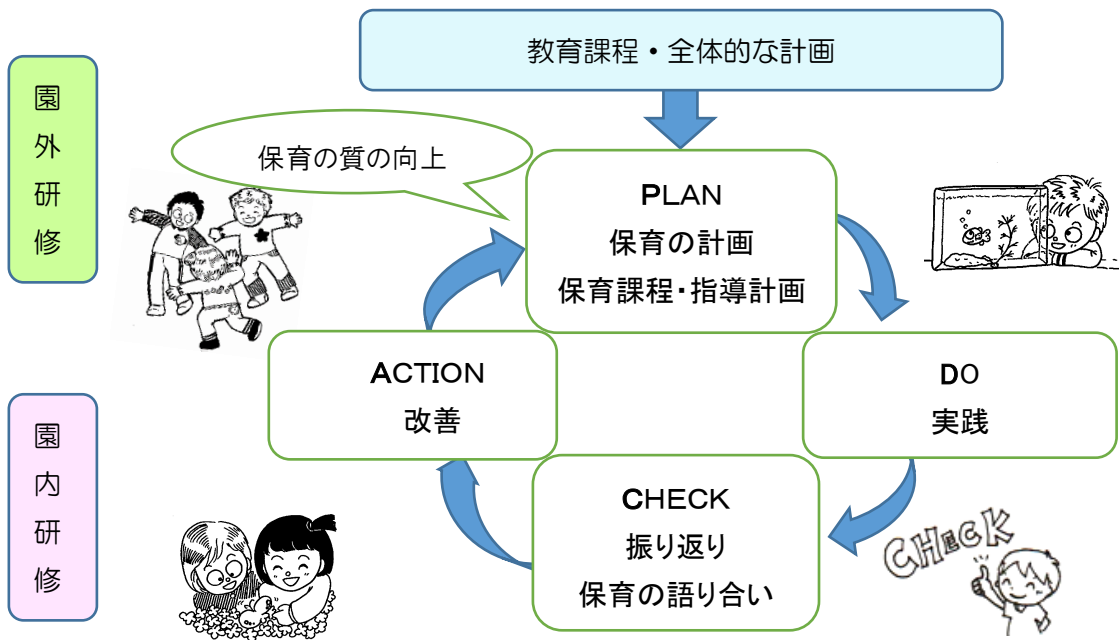 教育課程・全体的な計画
園外研修
保育の質の向上
PLAN
保育の計画
保育課程・指導計画
ACTION
改善
DO
実践
園内研修
CHECK
振り返り
保育の語り合い
CHECK